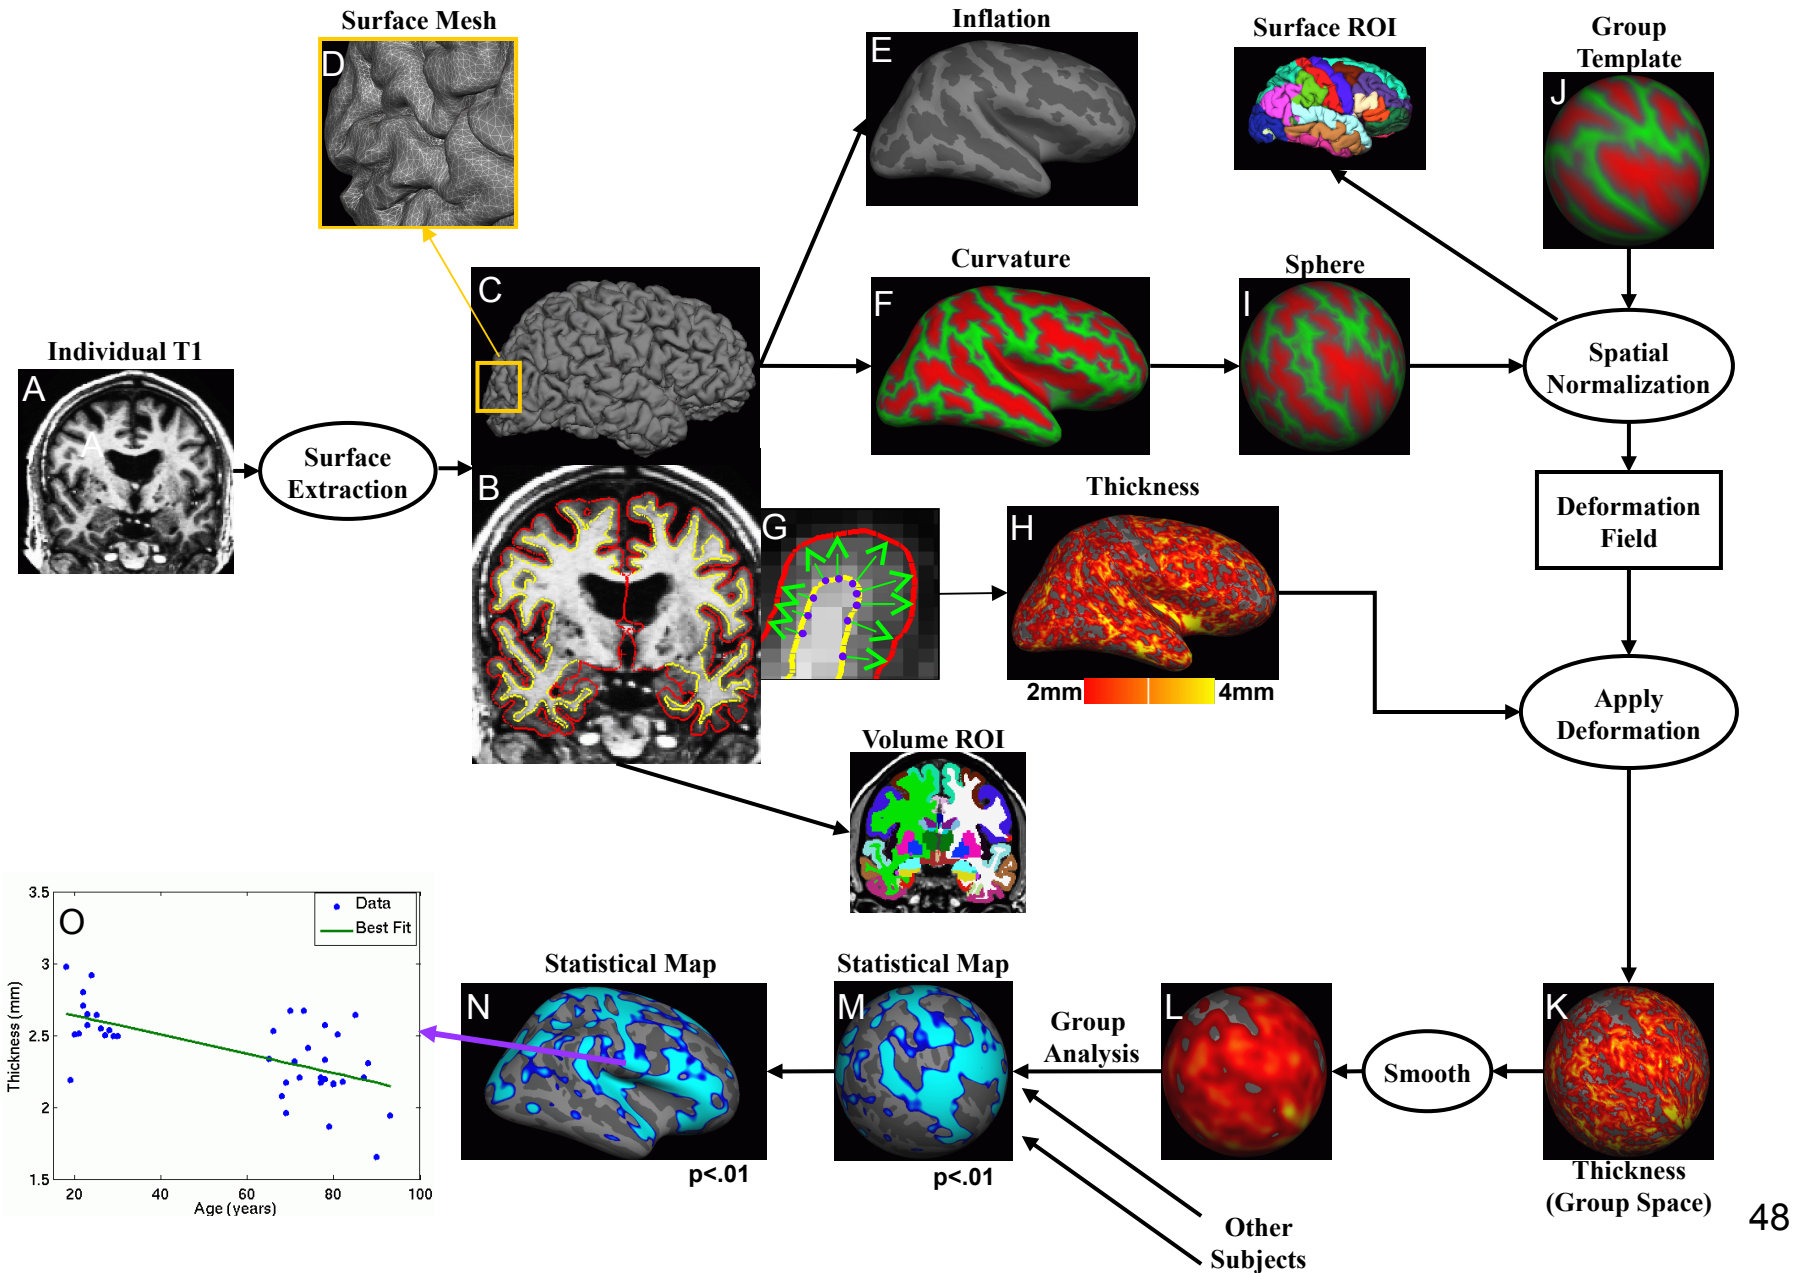 Surface Mesh
D
Inflation
E
Surface ROI
Group
Template
J
Individual T1
A
A
Surface
Extraction
C
B
Curvature
F
Sphere
I
Spatial
Normalization
Deformation
Field
G
Thickness
H
2mm
4mm
Apply
Deformation
Volume ROI
3.5
3
2.5
2
1.5
Thickness (mm)
O
Data
Best Fit
20
40
60
80
100
Age (years)
Statistical Map
N
p<.01
Statistical Map
M
p<.01
Group
Analysis
L
Smooth
K
Thickness
(Group Space)
Other
Subjects
48